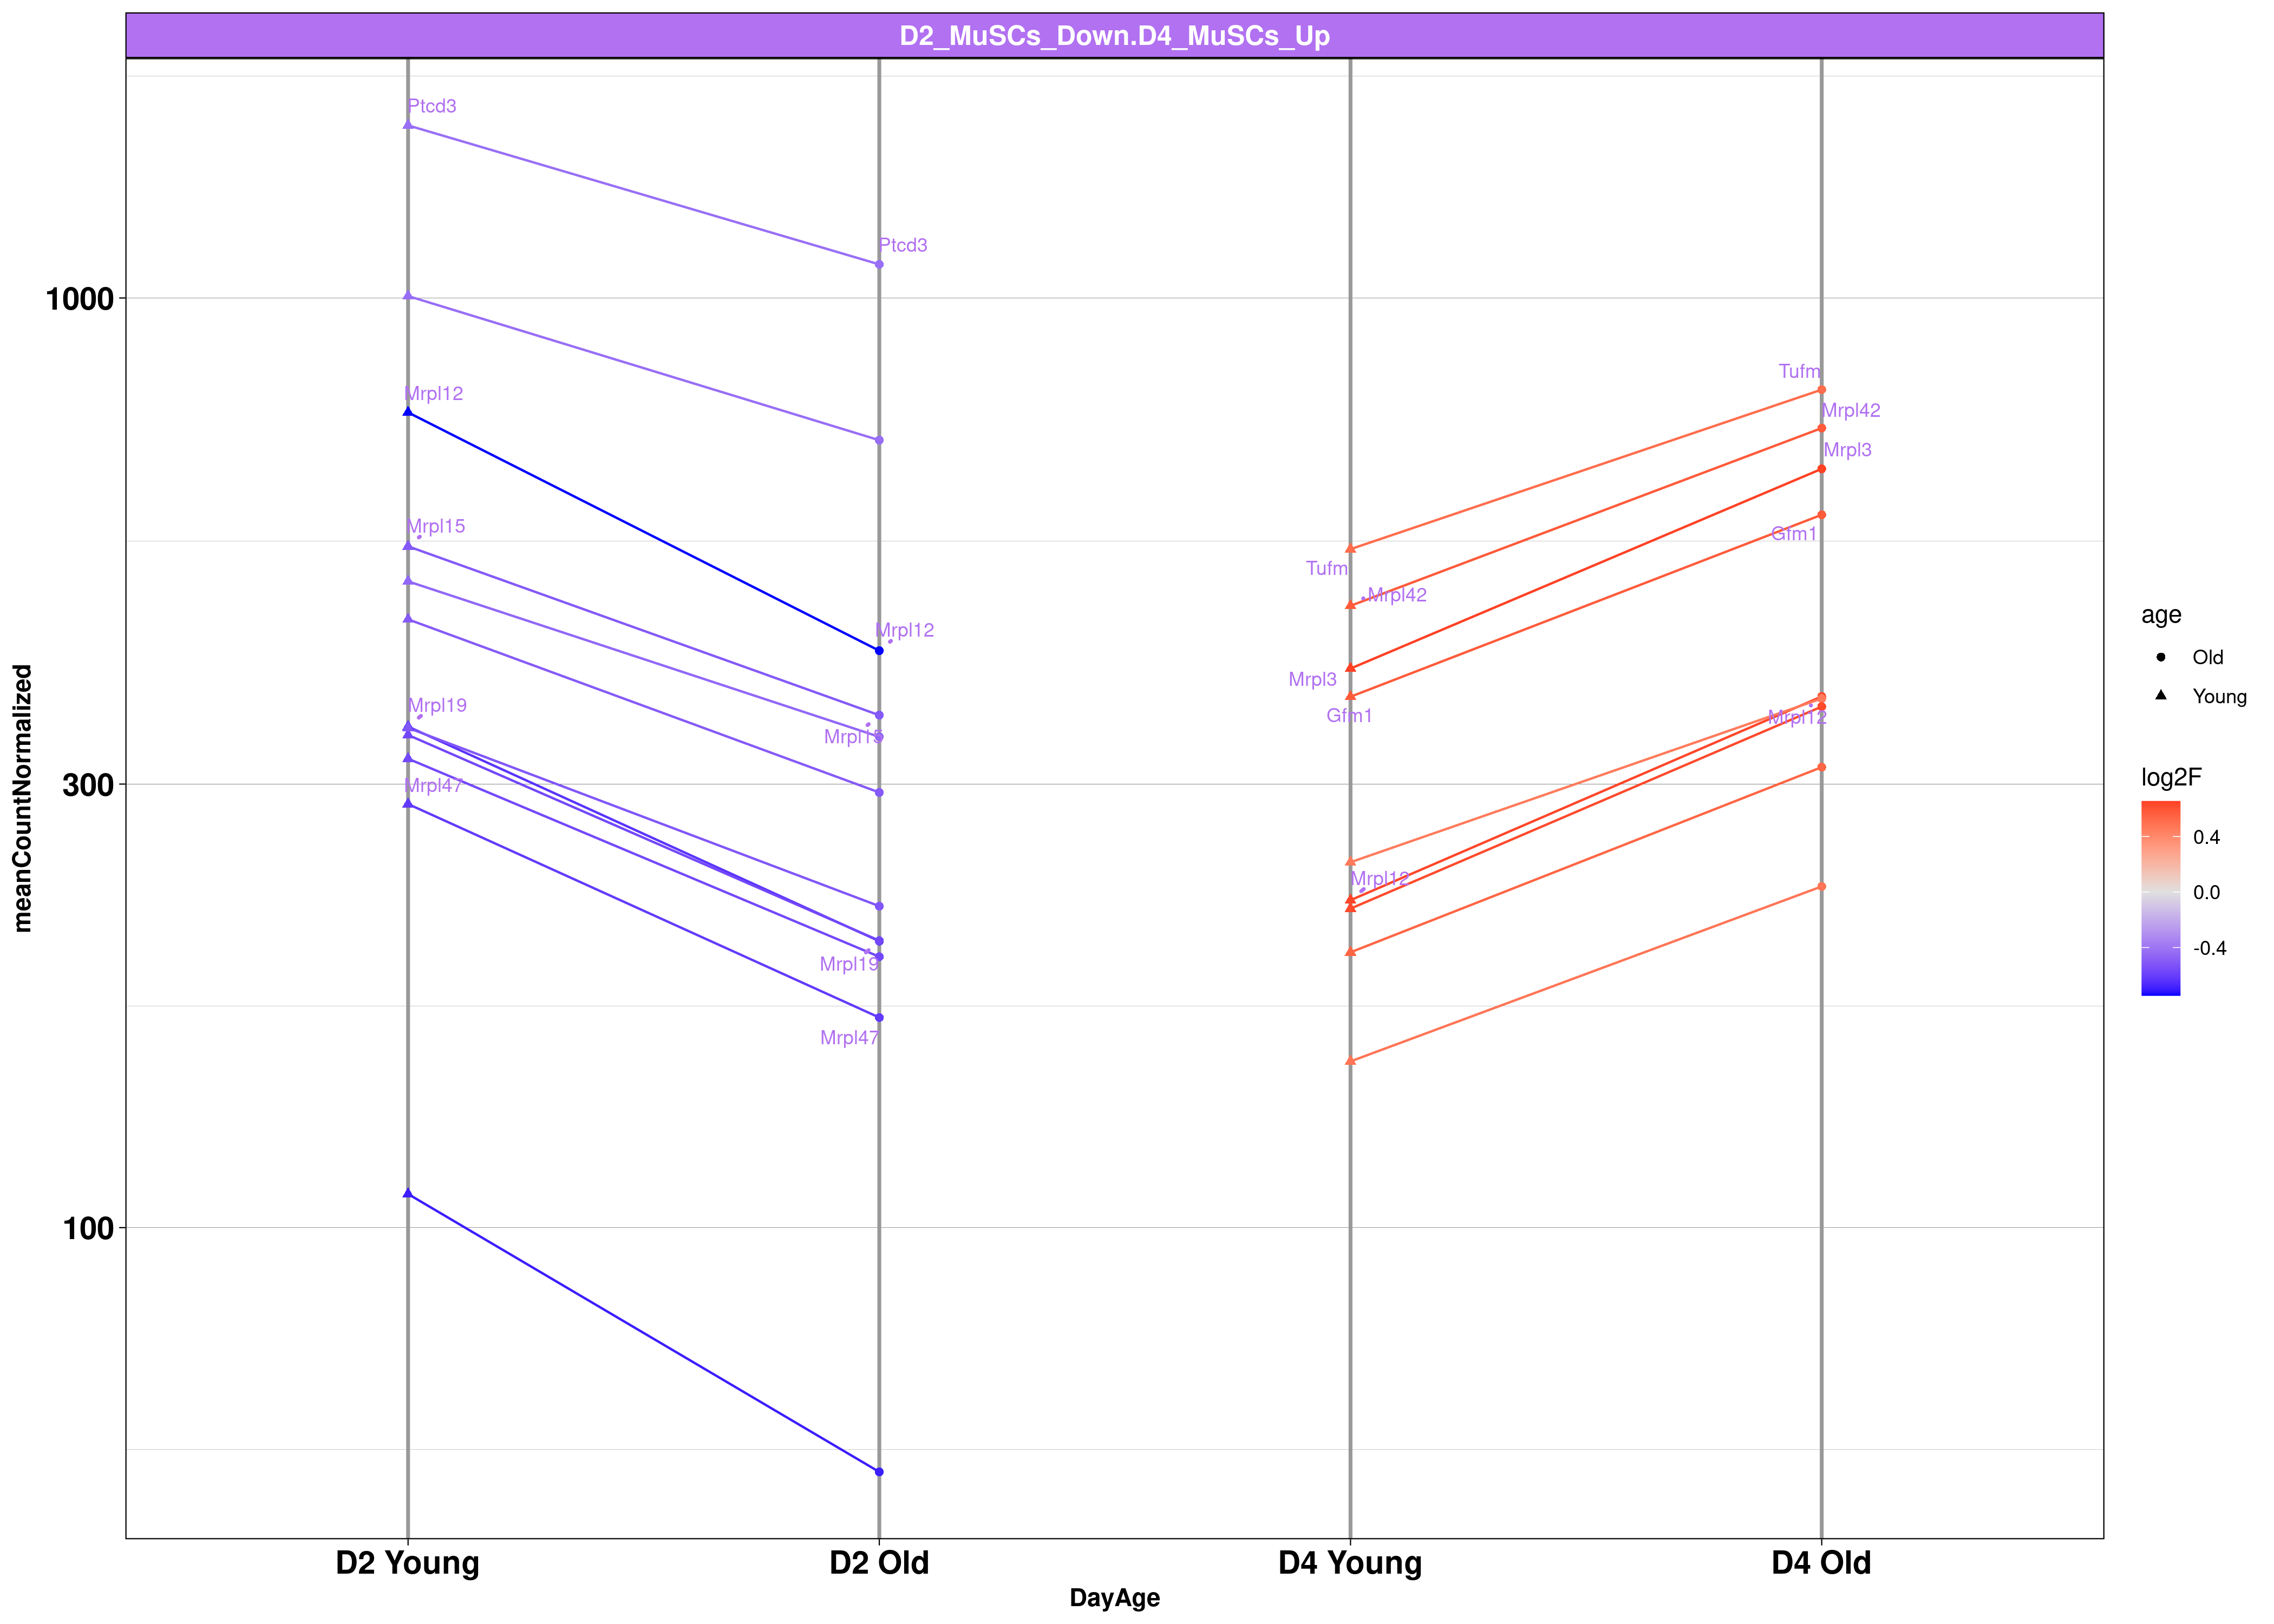 D2_MuSCs_Down.D4_MuSCs_Up
Ptcd3
Ptcd3
1000
Tufm
Mrpl12
Mrpl42
Mrpl3
Mrpl15
Gfm1
Tufm
Mrpl42
Mrpl12
Mrpl3
Mrpl19
Gfm1
Mrpl12
Mrpl15
300
Mrpl47
Mrpl12
Mrpl19
Mrpl47
100
meanCountNormalized
D2 Young
D2 Old
D4 Young
D4 Old
DayAge
age
Old
Young
log2F
0.4
0.0
-0.4